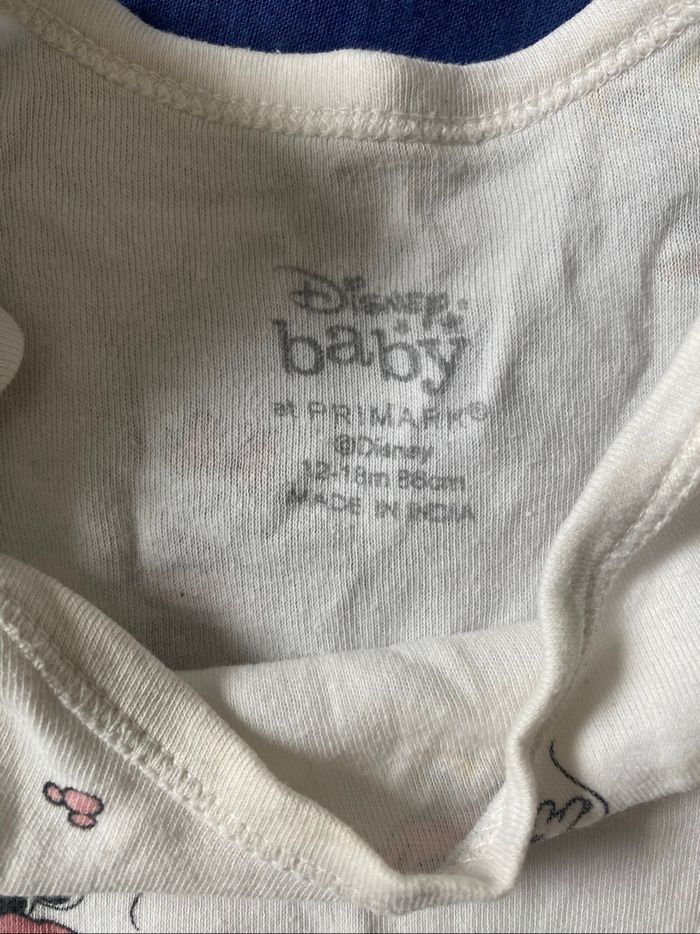 Disney
baby
at PRIMARK®
©Disney
12-18m 86cm
MADE IN INDIA